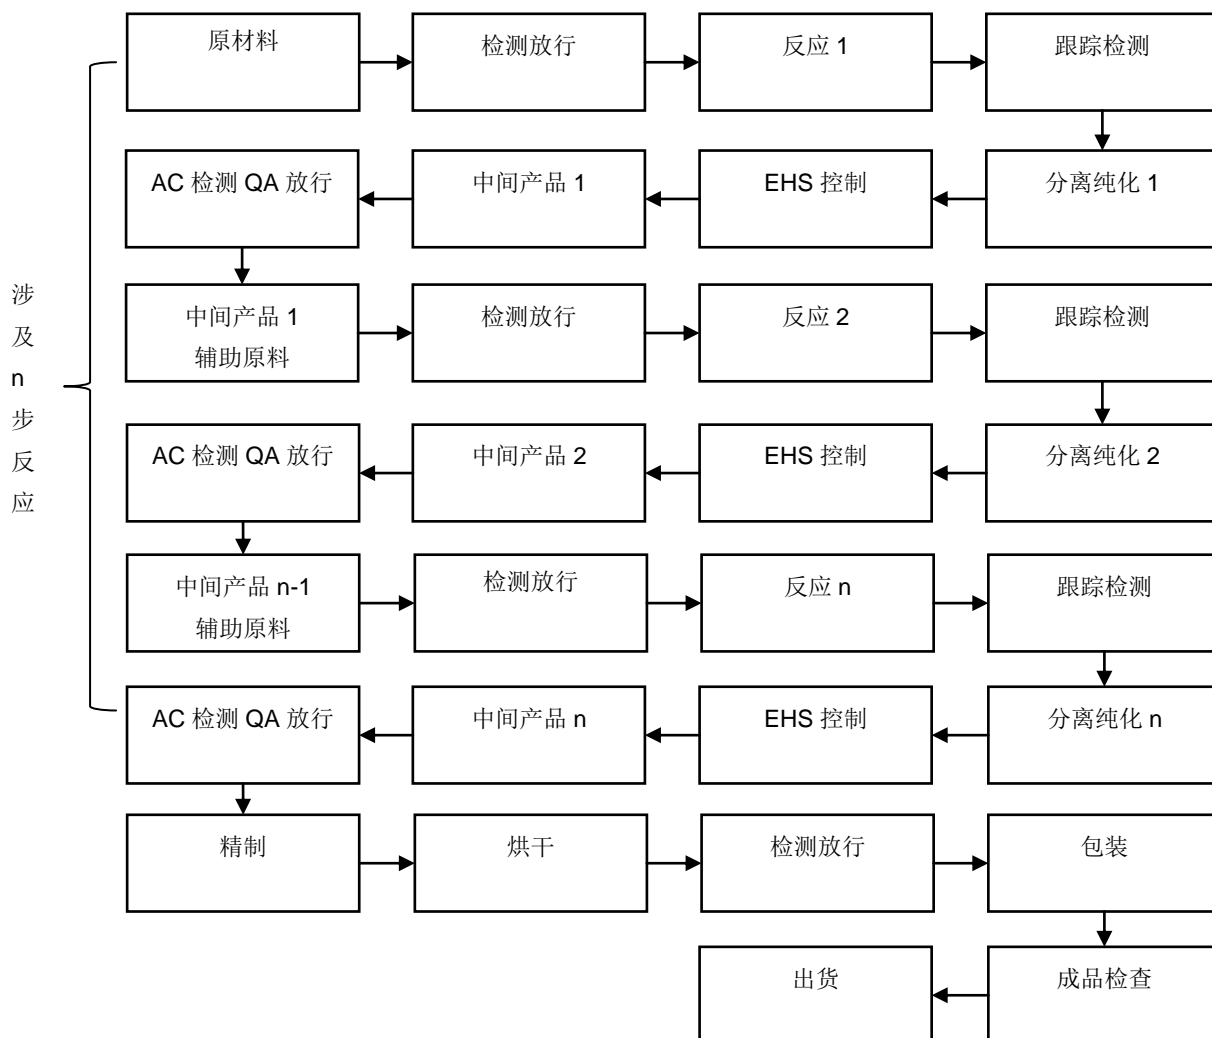 原材料
检测放行
反应 1
跟踪检测
AC 检测 QA 放行
中间产品 1
EHS 控制
分离纯化 1
涉
及
n
步
反
应
中间产品 1
辅助原料
检测放行
反应 2
跟踪检测
AC 检测 QA 放行
中间产品 2
EHS 控制
分离纯化 2
中间产品 n-1
辅助原料
检测放行
反应 n
跟踪检测
AC 检测 QA 放行
中间产品 n
EHS 控制
分离纯化 n
精制
烘干
检测放行
包装
出货
成品检查